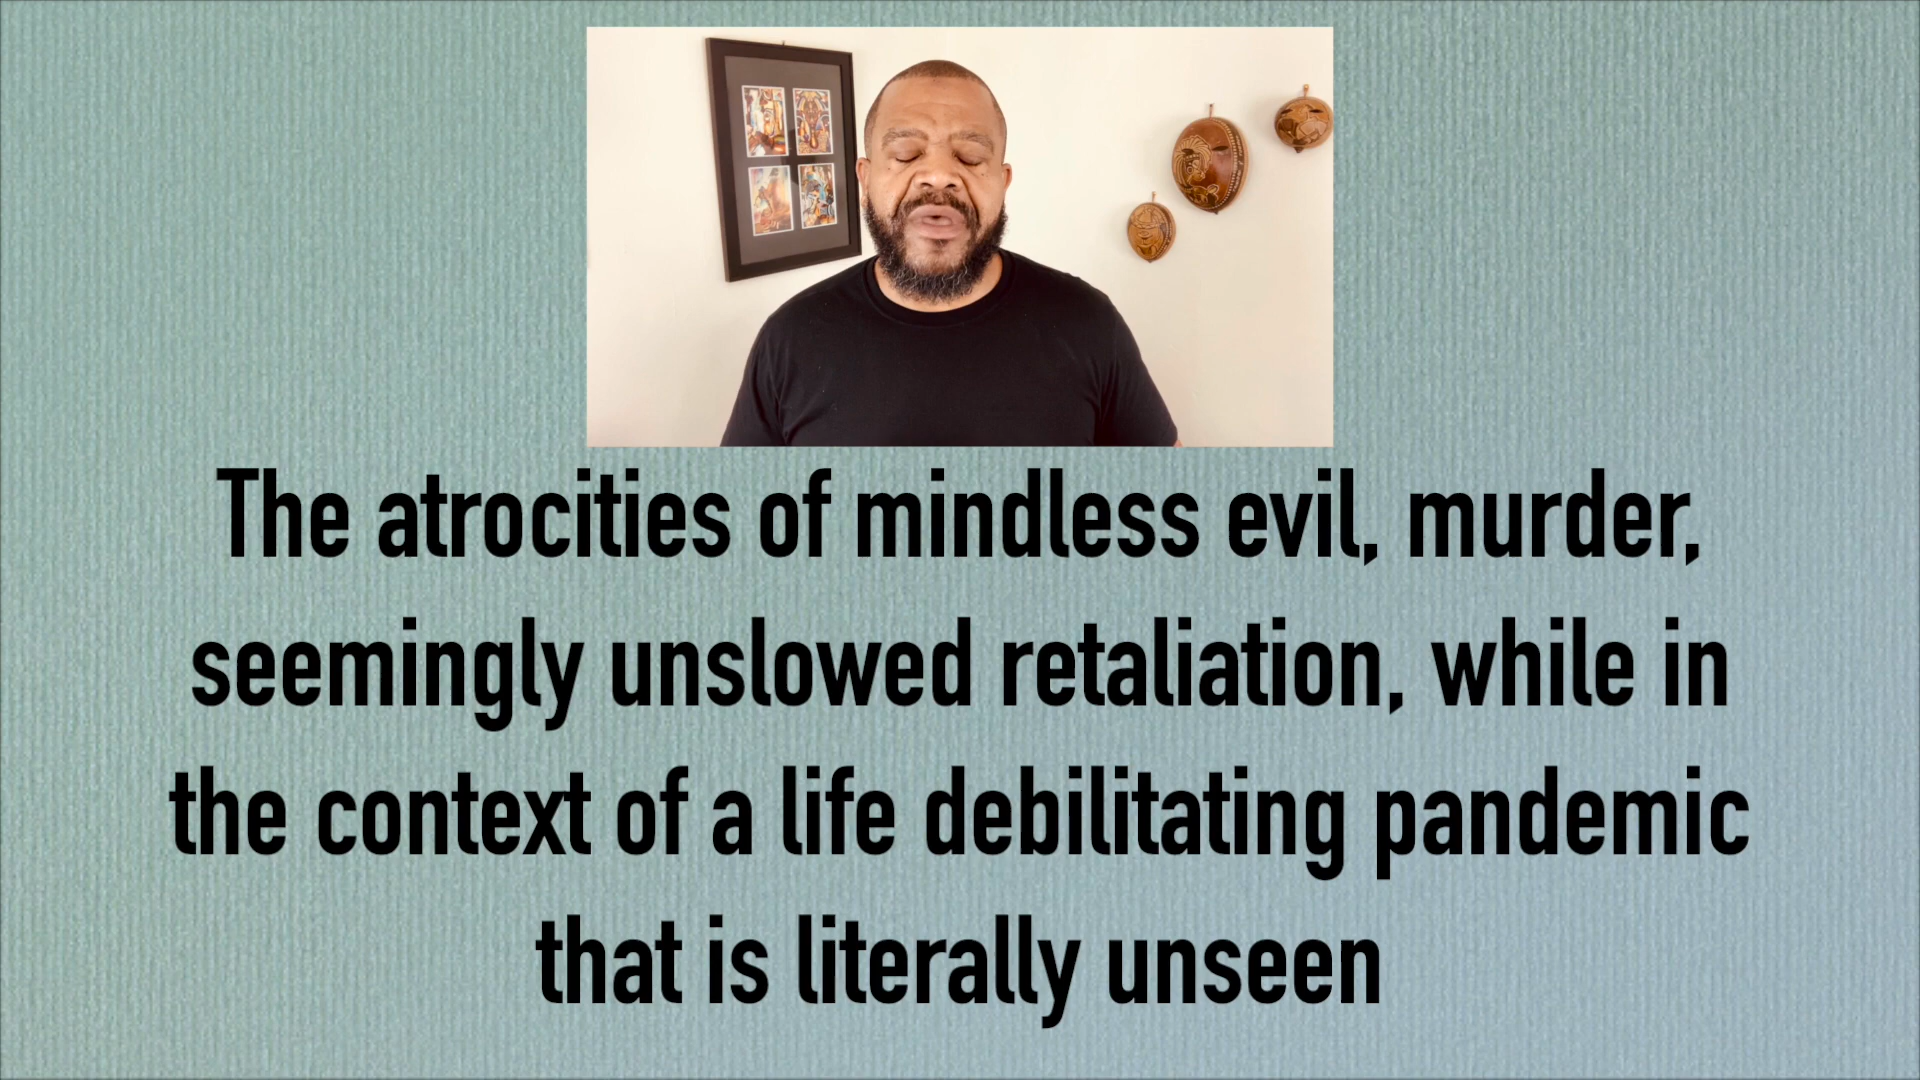 The atrocities of mindless evil, murder,
seemingly unslowed retaliation, while in
the context of a life debilitating pandemic
that is literally unseen